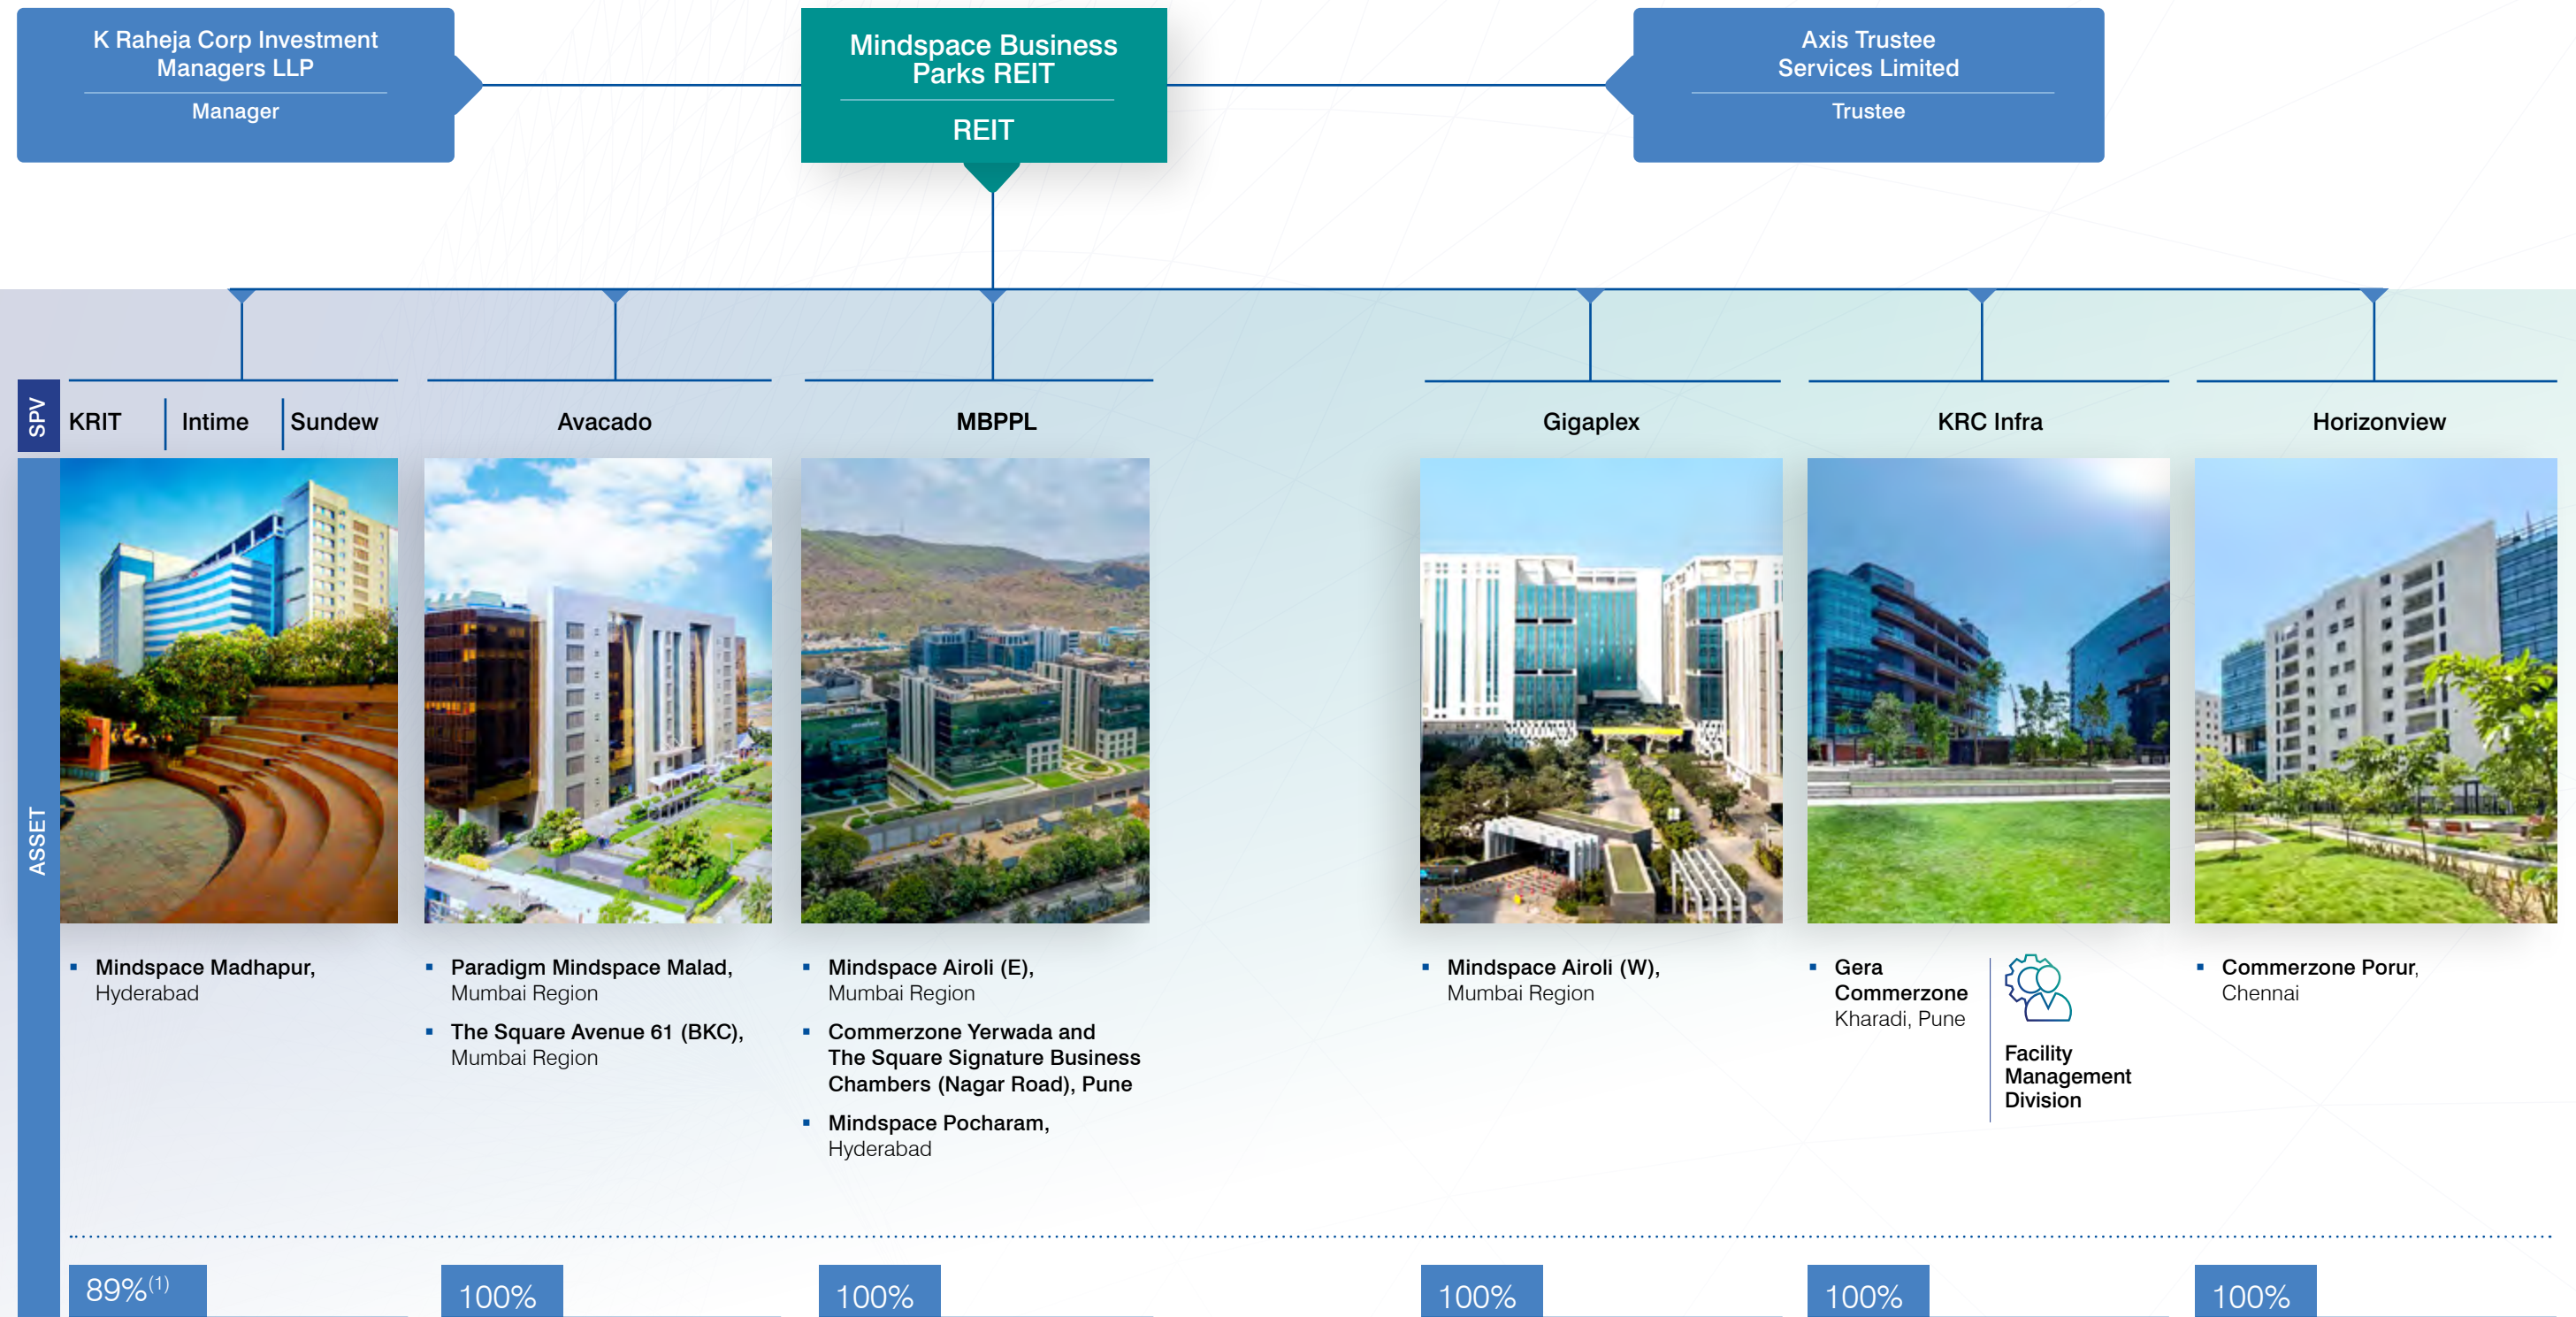 K Raheja Corp Investment
Managers LLP
Manager
Mindspace Business
Parks REIT
REIT
Axis Trustee
Services Limited
Trustee
SPV
KRIT
Intime
Sundew
Avacado
MBPPL
Gigaplex
KRC Infra
Horizonview
ASSET
▪ Mindspace Madhapur,
Hyderabad
▪ Paradigm Mindspace Malad,
Mumbai Region
▪ The Square Avenue 61 (BKC),
Mumbai Region
▪ Mindspace Airoli (E),
Mumbai Region
▪ Commerzone Yerwada and
The Square Signature Business
Chambers (Nagar Road), Pune
▪ Mindspace Pocharam,
Hyderabad
▪ Mindspace Airoli (W),
Mumbai Region
▪ Gera
Commerzone
Kharadi, Pune
Facility
Management
Division
▪ Commerzone Porur,
Chennai
89%(1)
100%
100%
100%
100%
100%